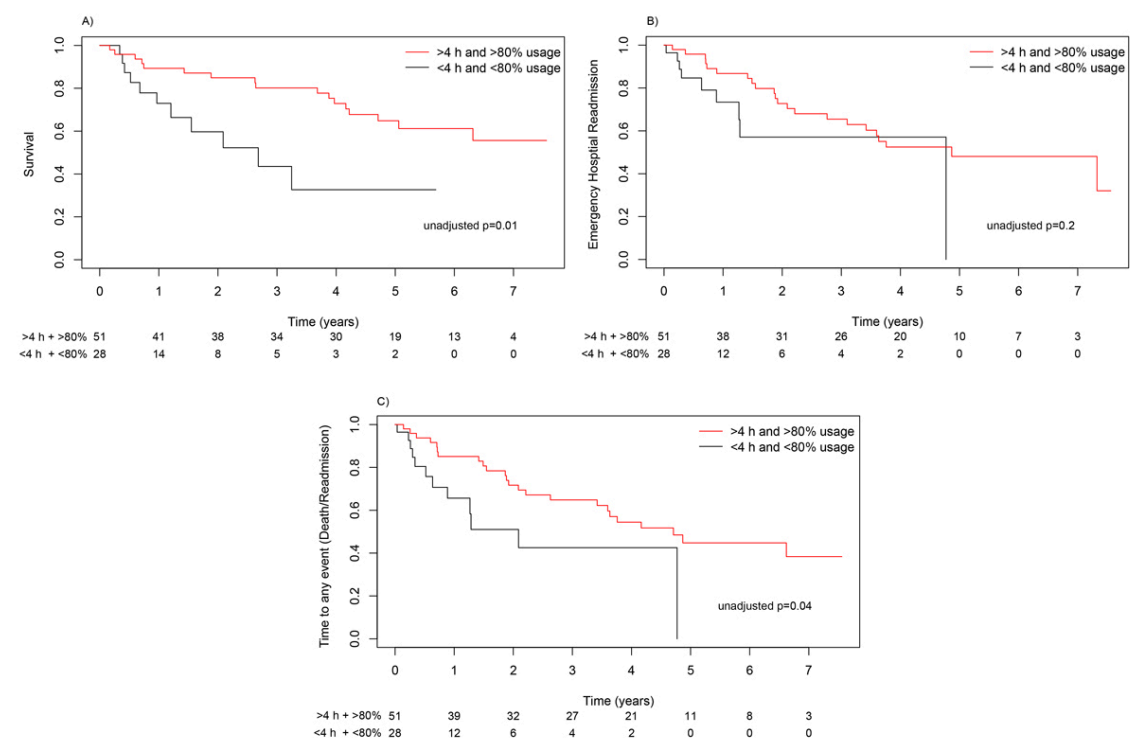 A)
>4 h and >80% usage
<4 h and <80% usage
Survival
1.0
0.8
0.6
0.4
0.2
0.0
unadjusted p=0.01
0 1 2 3 4 5 6 7
Time (years)
>4 h + >80% 51 41 38 34 30 19 13 4
<4 h + <80% 28 14 8 5 3 2 0 0
B)
>4 h and >80% usage
<4 h and <80% usage
Emergency Hosptial Readmission
1.0
0.8
0.6
0.4
0.2
0.0
unadjusted p=0.2
0 1 2 3 4 5 6 7
Time (years)
>4 h + >80% 51 38 31 26 20 10 7 3
<4 h + <80% 28 12 6 4 2 0 0 0
C)
>4 h and >80% usage
<4 h and <80% usage
Time to any event (Death/Readmission)
1.0
0.8
0.6
0.4
0.2
0.0
unadjusted p=0.04
0 1 2 3 4 5 6 7
Time (years)
>4 h + >80% 51 39 32 27 21 11 8 3
<4 h + <80% 28 12 6 4 2 0 0 0